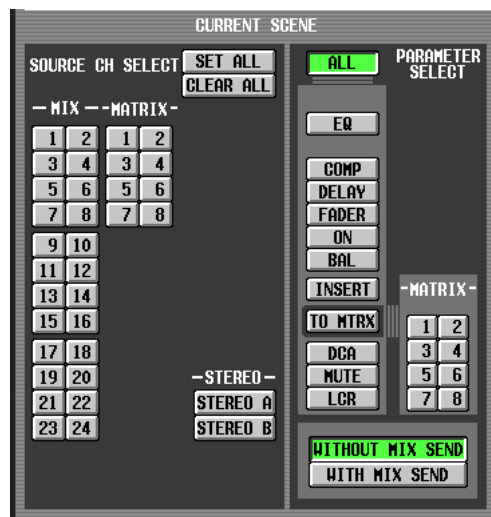 CURRENT SCENE
SOURCE CH SELECT SET ALL
CLEAR ALL
MIX MATRIX
1 2 1 2
3 4 3 4
5 6 5 6
7 8 7 8
9 10
11 12
13 14
15 16
17 18
19 20
21 22
23 24
STEREO
STEREO A
STEREO B
ALL
PARAMETER
SELECT
EQ
COMP
DELAY
FADER
ON
BAL
INSERT
TO MTRX
DCA
MUTE
LCR
MATRIX
1 2
3 4
5 6
7 8
WITHOUT MIX SEND
WITH MIX SEND